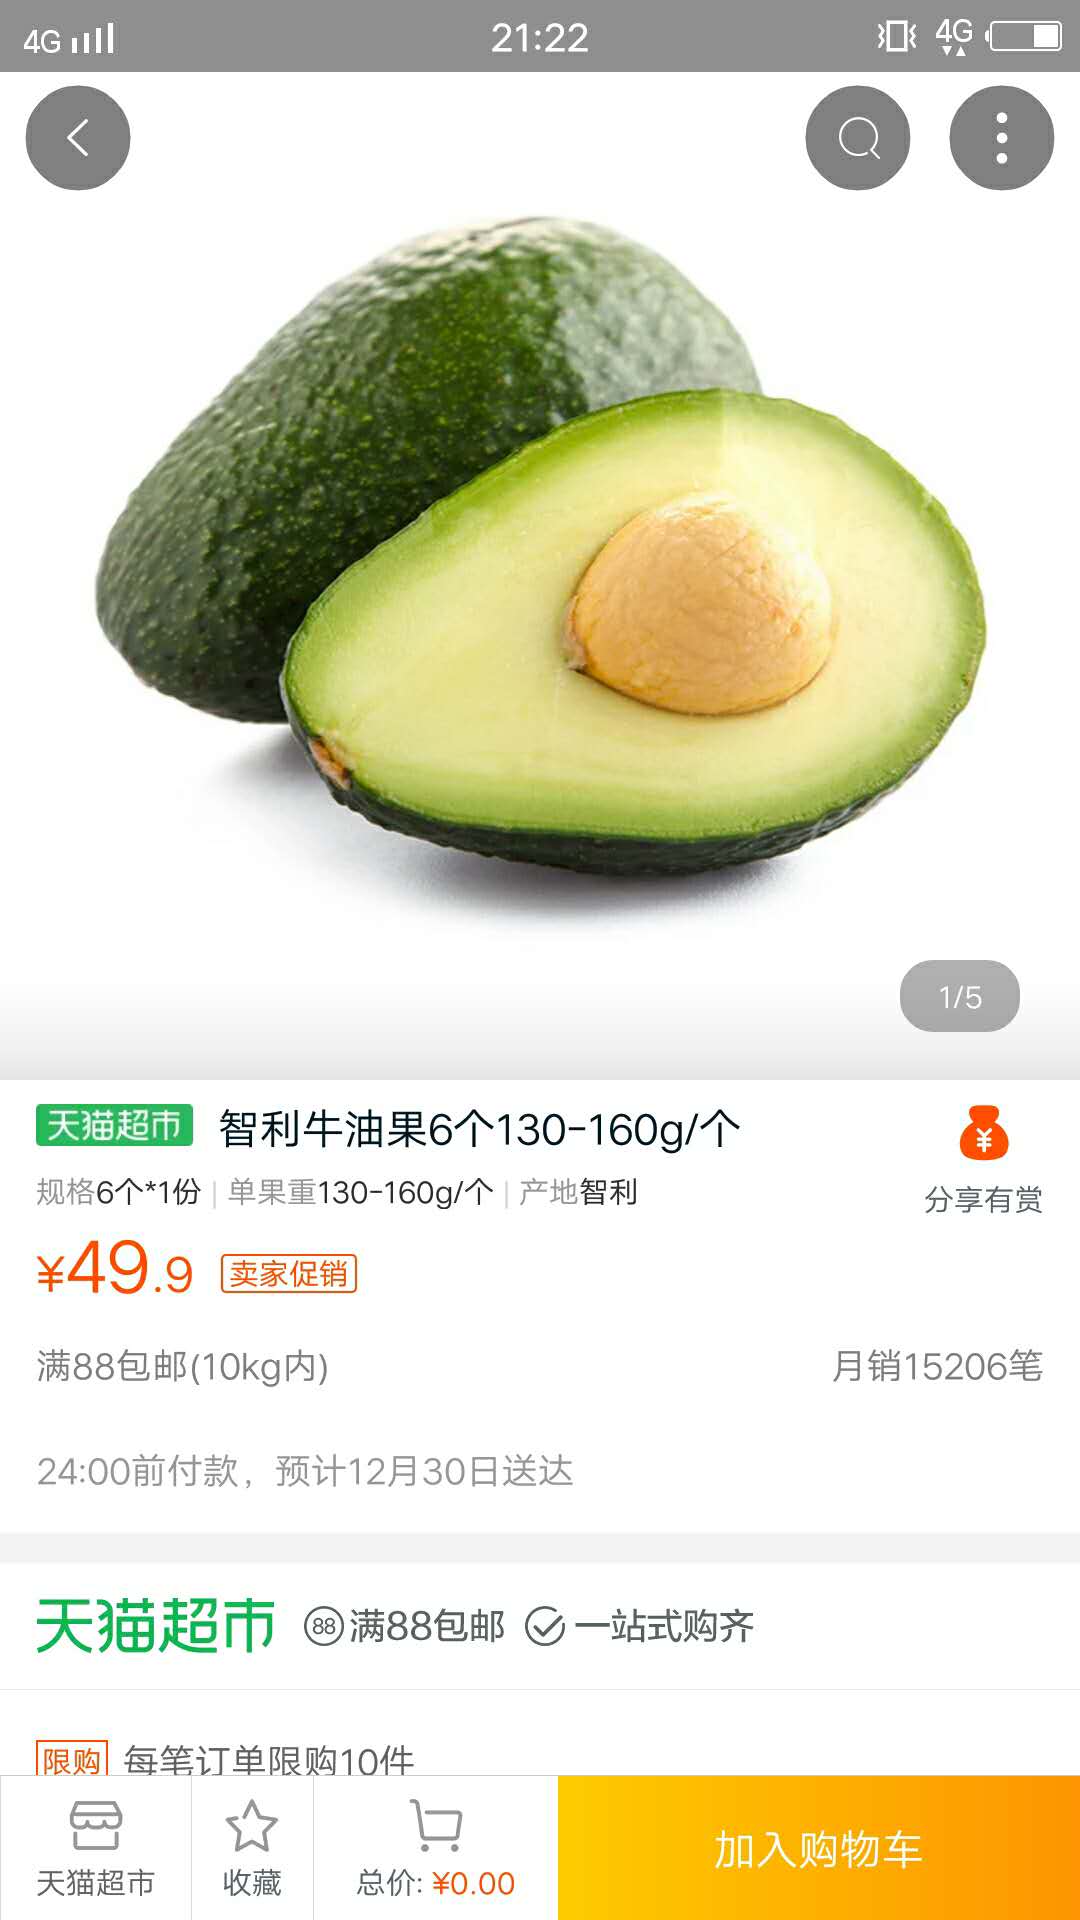 4G 21:22 4G
1/5
天猫超市 智利牛油果6个130-160g/个
规格6个*1份 | 单果重130-160g/个 | 产地智利
分享有赏
¥49.9 卖家促销
满88包邮(10kg内) 月销15206笔
24:00前付款，预计12月30日送达
天猫超市 88满88包邮 一站式购齐
限购 每笔订单限购10件
天猫超市 收藏 总价: ¥0.00 加入购物车